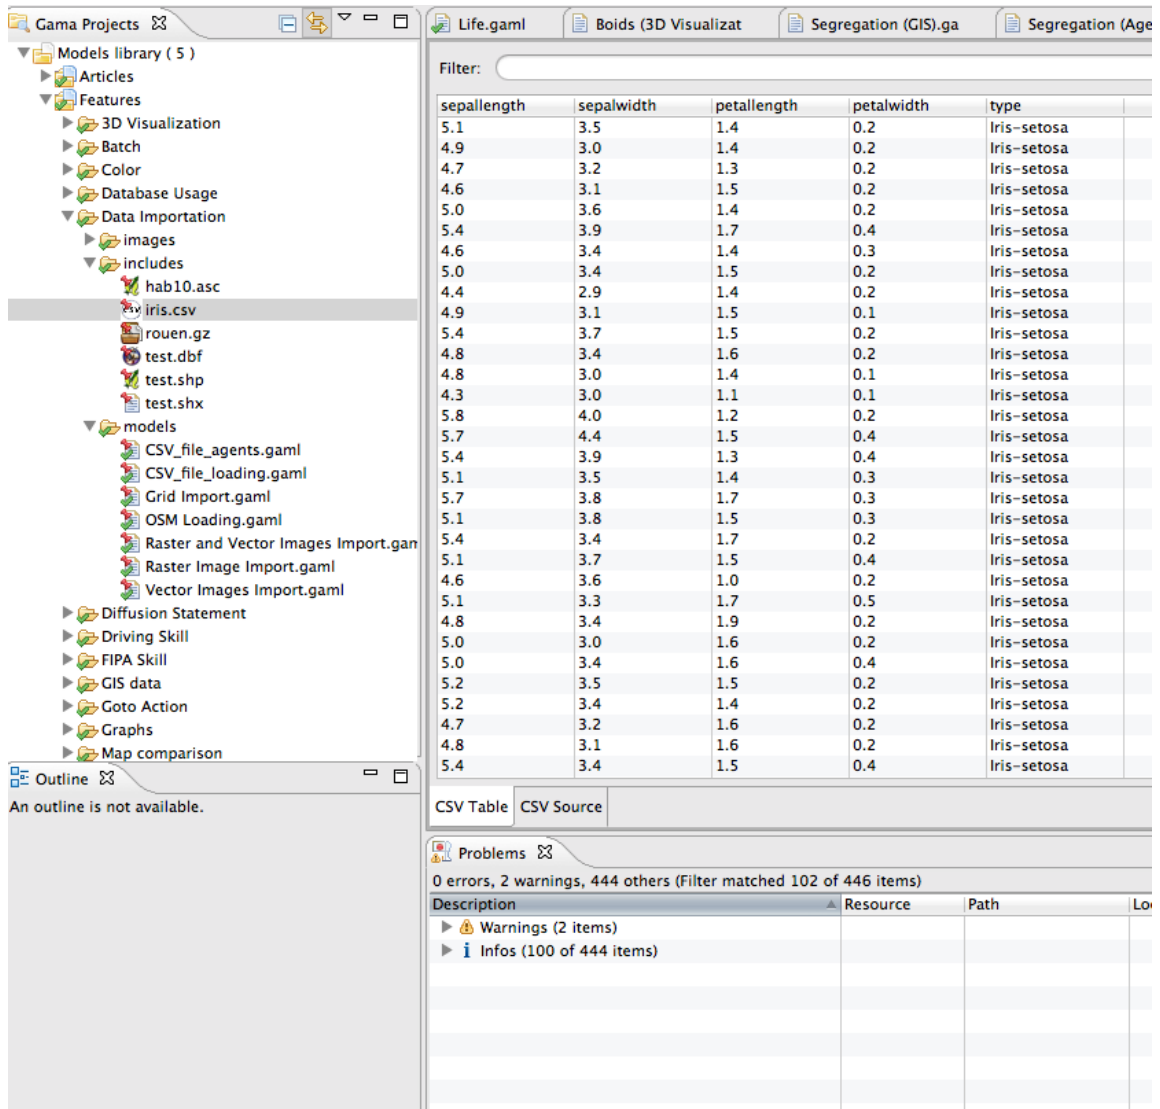 Gama Projects
Models library ( 5 )
Articles
Features
3D Visualization
Batch
Color
Database Usage
Data Importation
images
includes
hab10.asc
iris.csv
rouen.gz
test.dbf
test.shp
test.shx
models
CSV_file_agents.gaml
CSV_file_loading.gaml
Grid Import.gaml
OSM Loading.gaml
Raster and Vector Images Import.gam
Raster Image Import.gaml
Vector Images Import.gaml
Diffusion Statement
Driving Skill
FIPA Skill
GIS data
Goto Action
Graphs
Map comparison
Outline
An outline is not available.
Life.gaml Boids (3D Visualizat Segregation (GIS).ga Segregation (Age
Filter:
sepallength sepalwidth petallength petalwidth type
5.1 3.5 1.4 0.2 Iris-setosa
4.9 3.0 1.4 0.2 Iris-setosa
4.7 3.2 1.3 0.2 Iris-setosa
4.6 3.1 1.5 0.2 Iris-setosa
5.0 3.6 1.4 0.2 Iris-setosa
5.4 3.9 1.7 0.4 Iris-setosa
4.6 3.4 1.4 0.3 Iris-setosa
5.0 3.4 1.5 0.2 Iris-setosa
4.4 2.9 1.4 0.2 Iris-setosa
4.9 3.1 1.5 0.1 Iris-setosa
5.4 3.7 1.5 0.2 Iris-setosa
4.8 3.4 1.6 0.2 Iris-setosa
4.8 3.0 1.4 0.1 Iris-setosa
4.3 3.0 1.1 0.1 Iris-setosa
5.8 4.0 1.2 0.2 Iris-setosa
5.7 4.4 1.5 0.4 Iris-setosa
5.4 3.9 1.3 0.4 Iris-setosa
5.1 3.5 1.4 0.3 Iris-setosa
5.7 3.8 1.7 0.3 Iris-setosa
5.1 3.8 1.5 0.3 Iris-setosa
5.4 3.4 1.7 0.2 Iris-setosa
5.1 3.7 1.5 0.4 Iris-setosa
4.6 3.6 1.0 0.2 Iris-setosa
5.1 3.3 1.7 0.5 Iris-setosa
4.8 3.4 1.9 0.2 Iris-setosa
5.0 3.0 1.6 0.2 Iris-setosa
5.0 3.4 1.6 0.4 Iris-setosa
5.2 3.5 1.5 0.2 Iris-setosa
5.2 3.4 1.4 0.2 Iris-setosa
4.7 3.2 1.6 0.2 Iris-setosa
4.8 3.1 1.6 0.2 Iris-setosa
5.4 3.4 1.5 0.4 Iris-setosa
CSV Table CSV Source
Problems
0 errors, 2 warnings, 444 others (Filter matched 102 of 446 items)
Description Resource Path Lo
Warnings (2 items)
Infos (100 of 444 items)